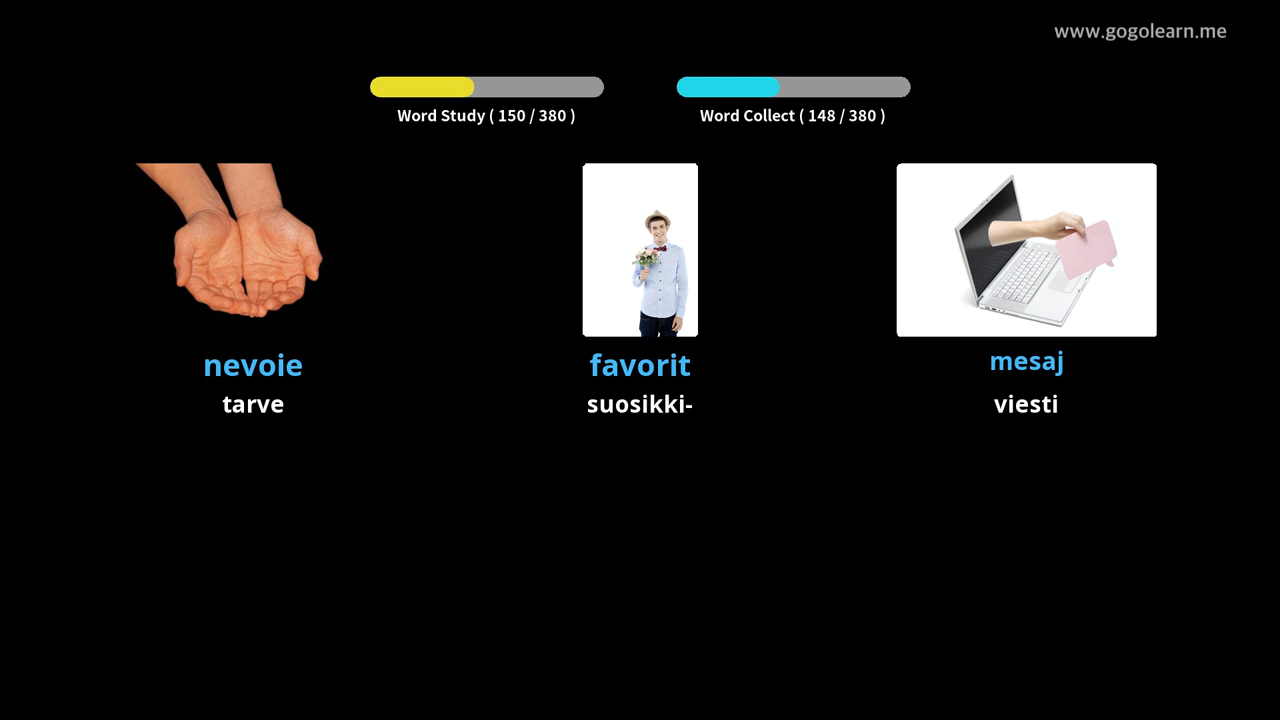 www.gogolearn.me
Word Study ( 150 / 380 )
Word Collect ( 148 / 380 )
nevoie
favorit
mesaj
tarve
suosikki-
viesti